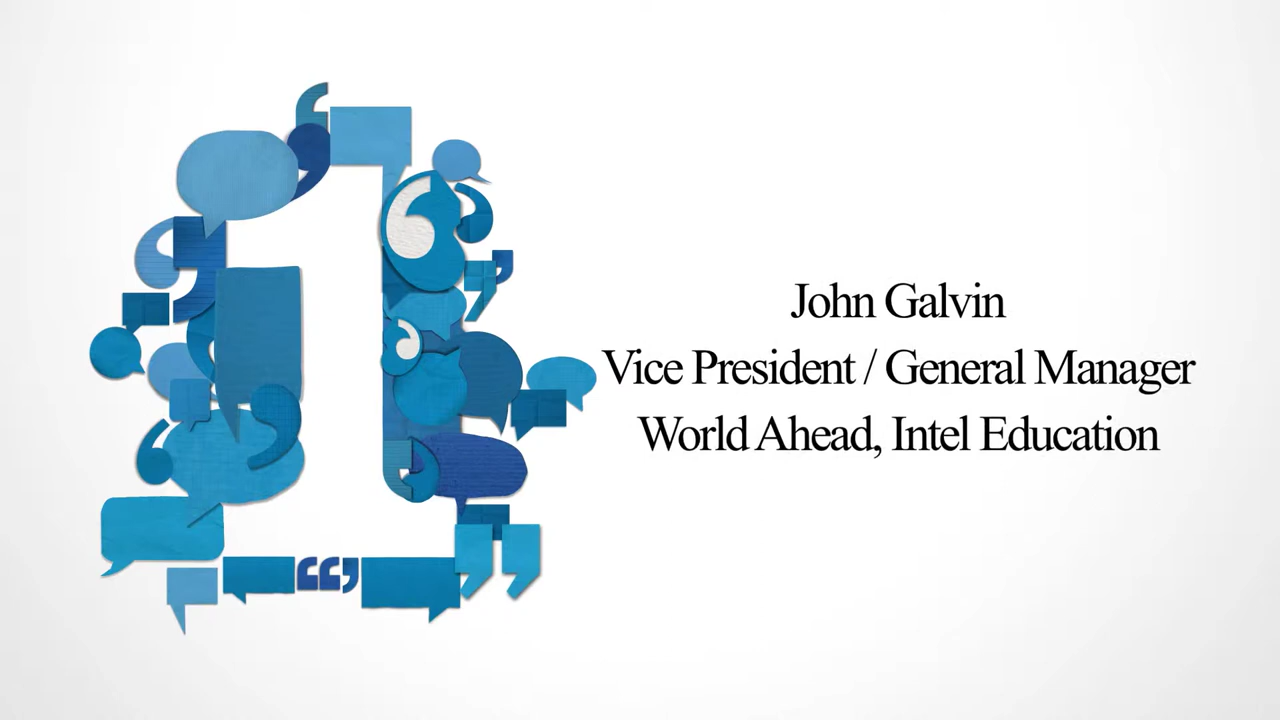 John Galvin
Vice President / General Manager
World Ahead, Intel Education